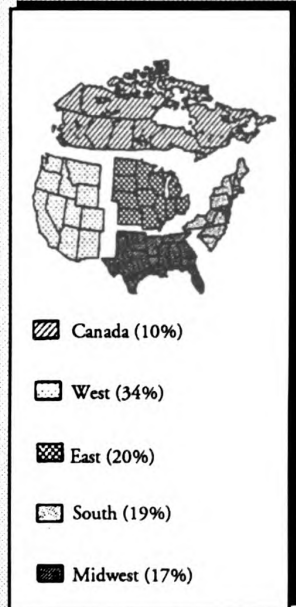 Canada (10%)
West (34%)
East (20%)
South (19%)
Midwest (17%)